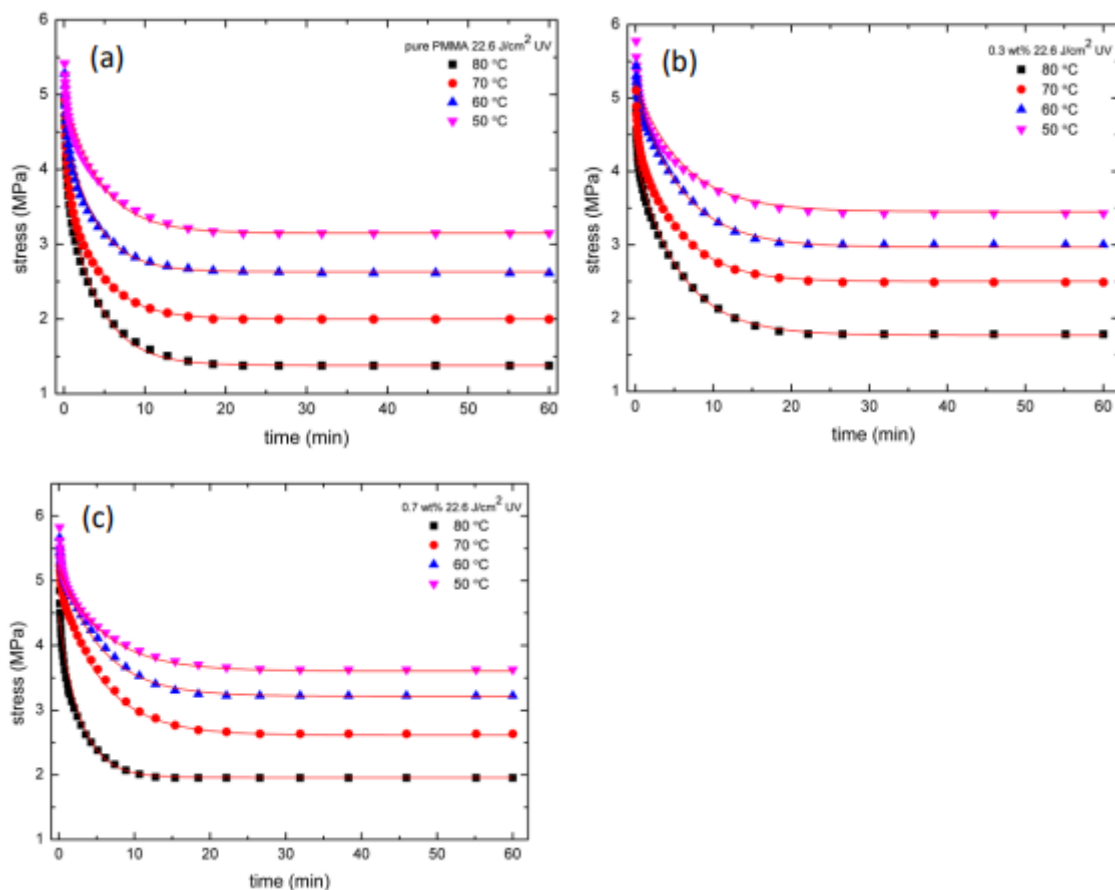 (a)
pure PMMA 22.6 J/cm² UV
80 °C
70 °C
60 °C
50 °C
6
5
4
3
2
1
stress (MPa)
0 10 20 30 40 50 60
time (min)
(b)
0.3 wt% 22.6 J/cm² UV
80 °C
70 °C
60 °C
50 °C
6
5
4
3
2
1
stress (MPa)
0 10 20 30 40 50 60
time (min)
(c)
0.7 wt% 22.6 J/cm² UV
80 °C
70 °C
60 °C
50 °C
6
5
4
3
2
1
stress (MPa)
0 10 20 30 40 50 60
time (min)